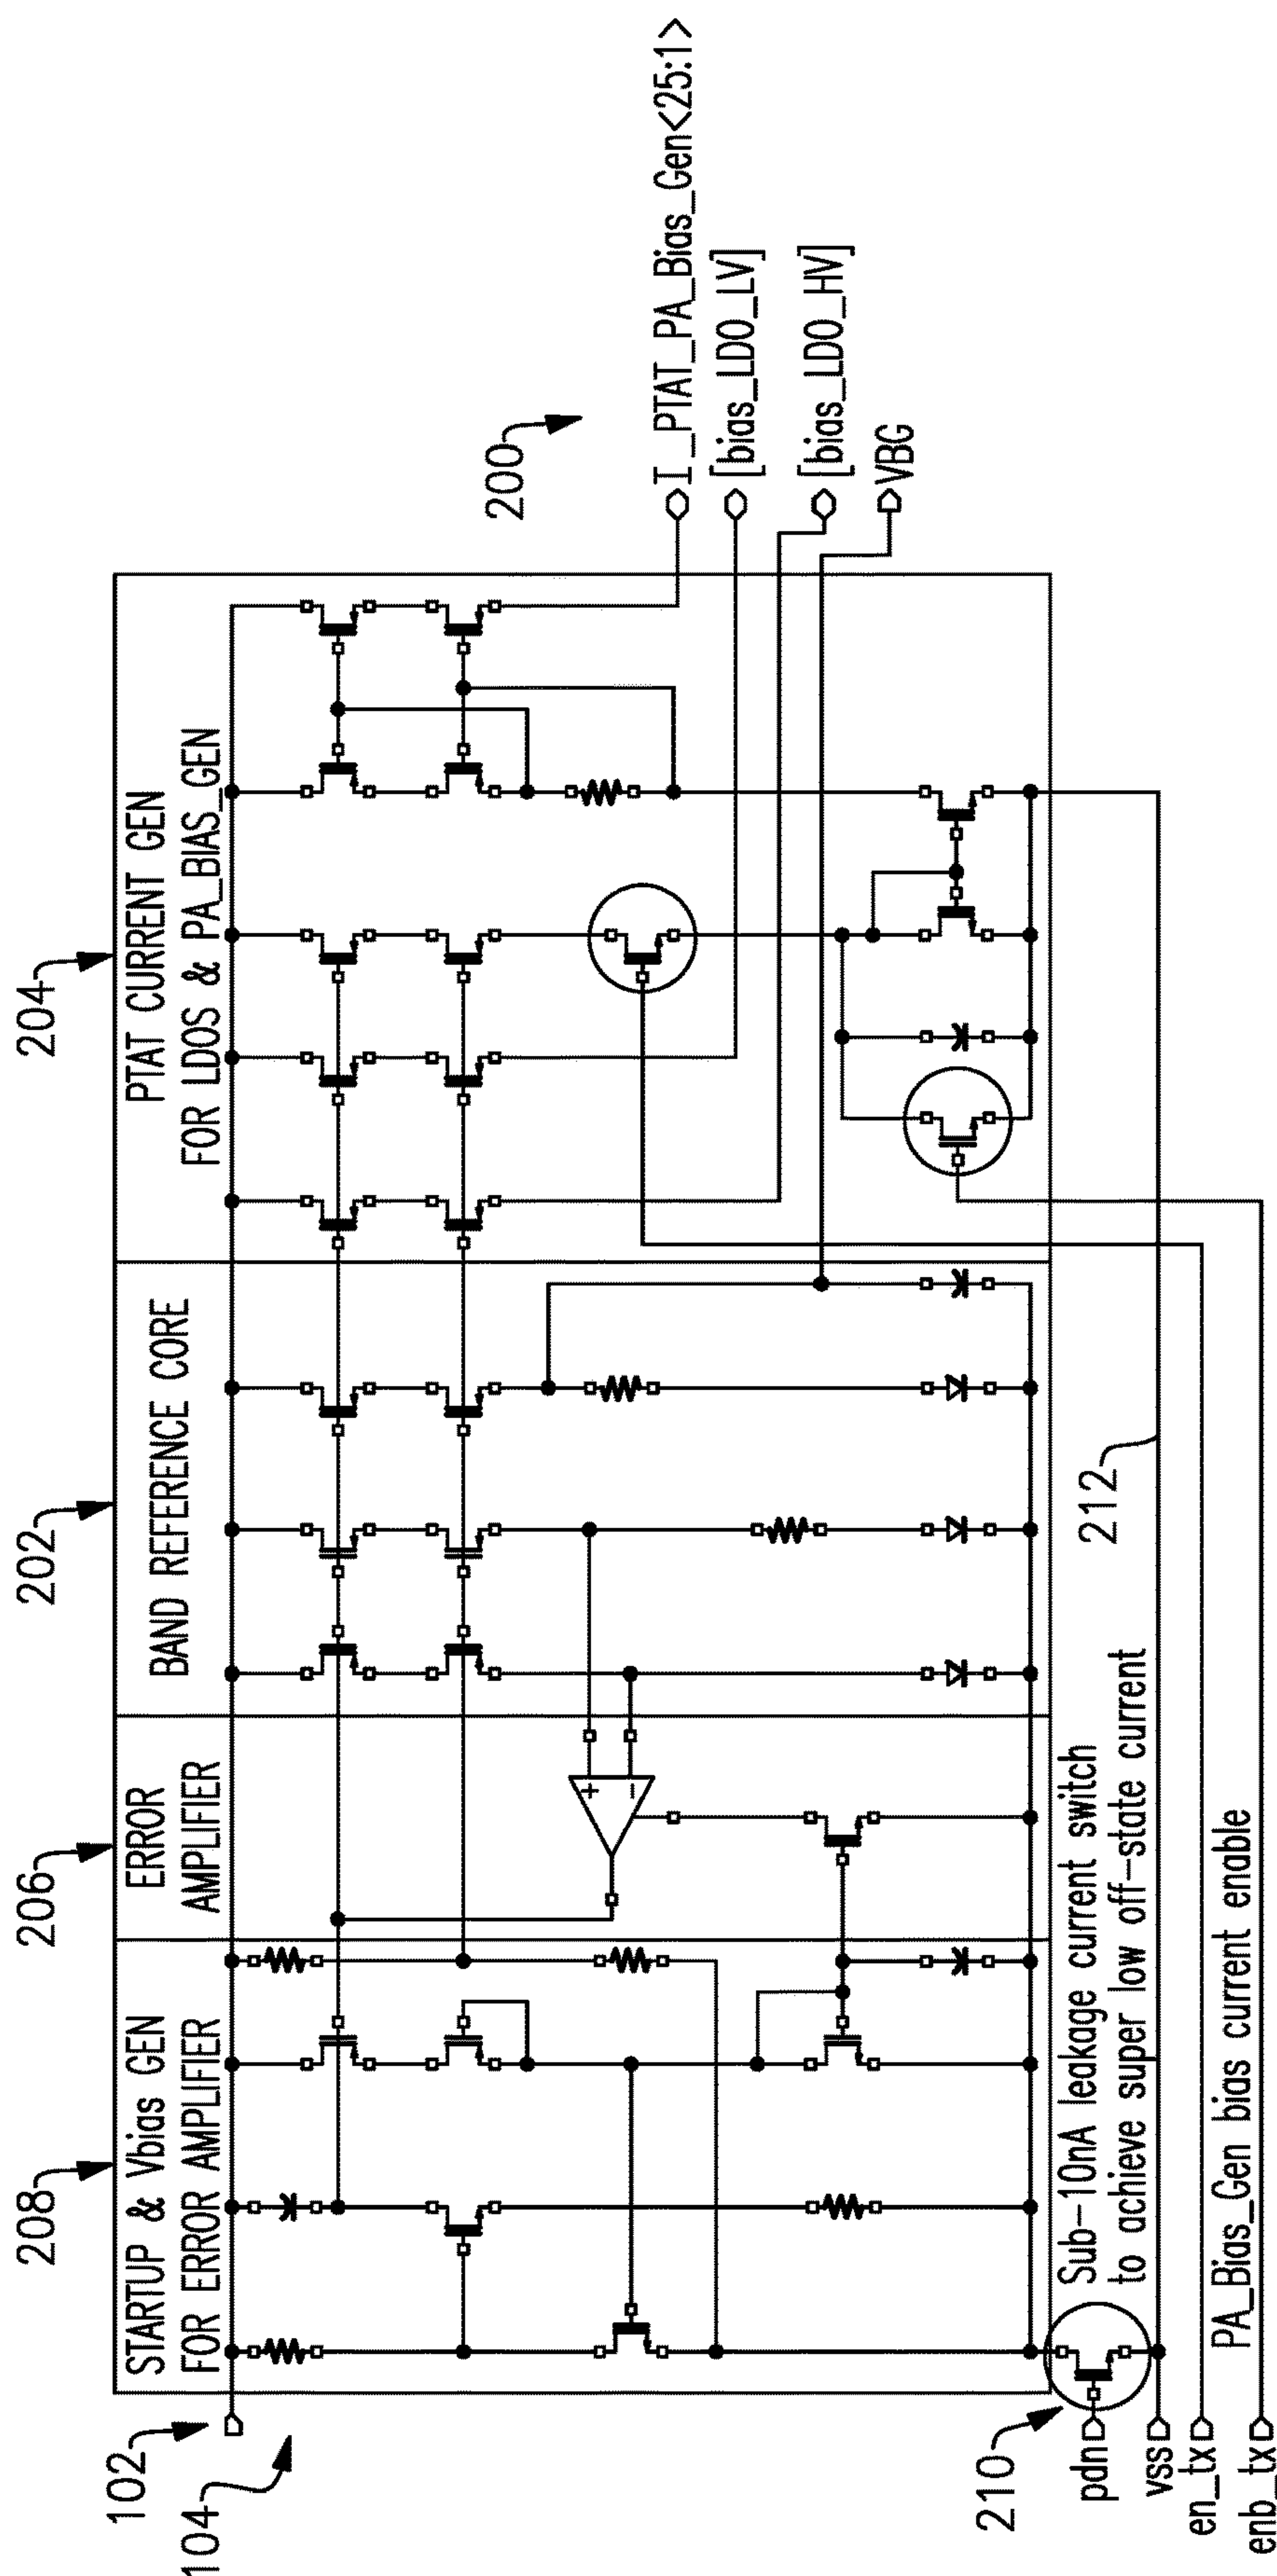 102
104
208
STARTUP & Vbias GEN
FOR ERROR AMPLIFIER
206
ERROR
AMPLIFIER
202
BAND REFERENCE CORE
204
PTAT CURRENT GEN
FOR LDOS & PA_BIAS_GEN
200
I_PTAT_PA_Bias_Gen<25:1>
[bias_LDO_LV]
[bias_LDO_HV]
VBG
+
−
210
Sub−10nA leakage current switch
to achieve super low off−state current
212
pdn
vss
en_tx
enb_tx
PA_Bias_Gen bias current enable